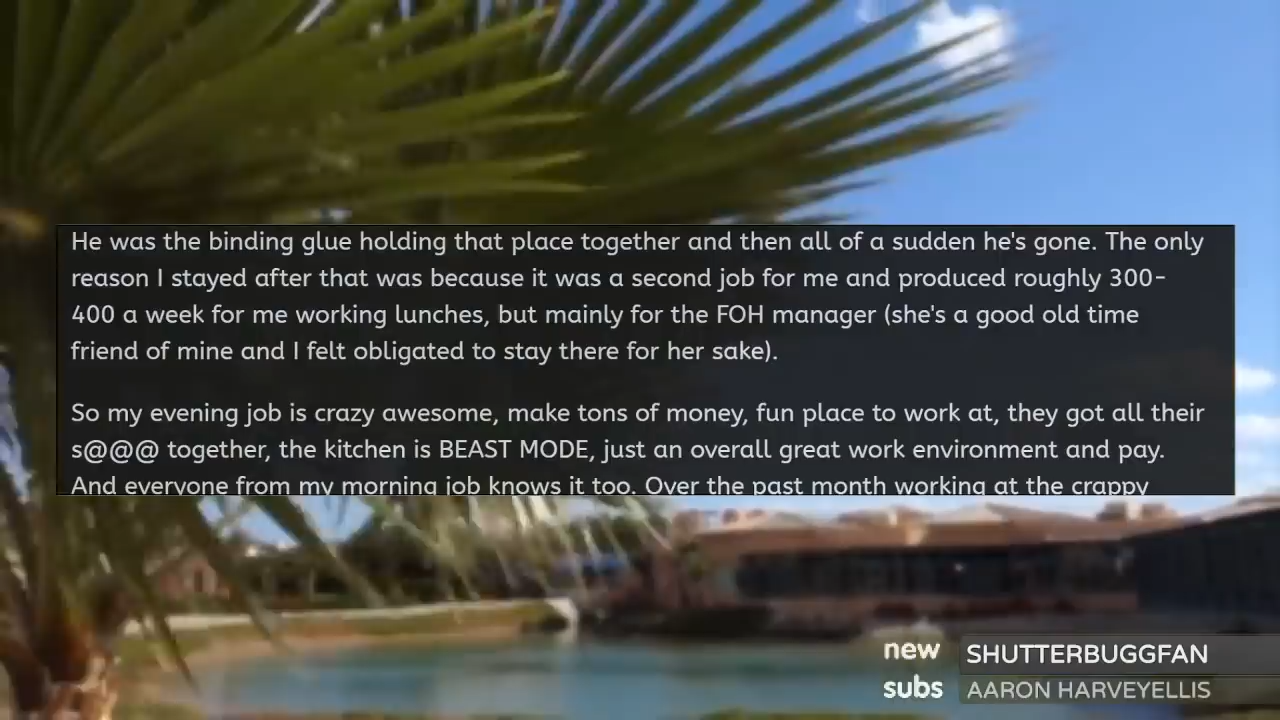 He was the binding glue holding that place together and then all of a sudden he's gone. The only
reason I stayed after that was because it was a second job for me and produced roughly 300-
400 a week for me working lunches, but mainly for the FOH manager (she's a good old time
friend of mine and I felt obligated to stay there for her sake).
So my evening job is crazy awesome, make tons of money, fun place to work at, they got all their
s@@@ together, the kitchen is BEAST MODE, just an overall great work environment and pay.
And everyone from my morning job knows it too. Over the past month working at the crappy
new
SHUTTERBUGGFAN
subs
AARON HARVEYELLIS